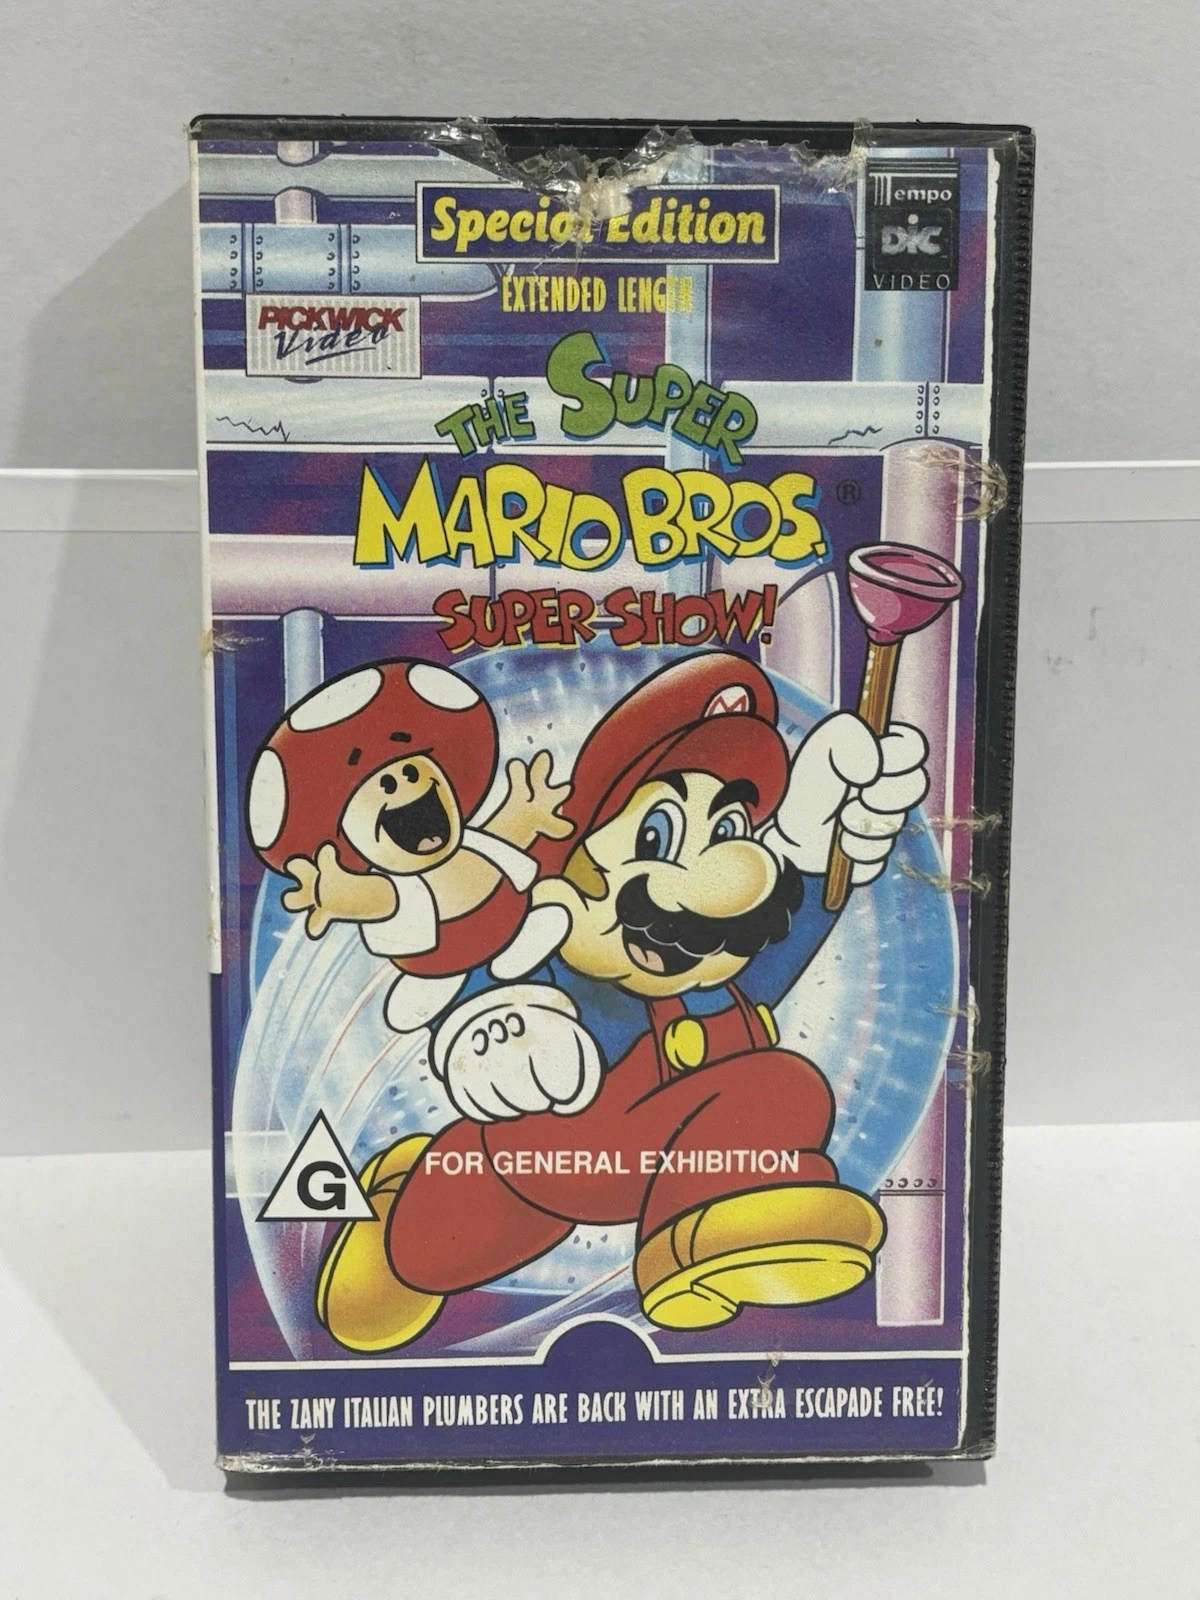 Special Edition
EXTENDED LENGTH
Tempo
DIC
VIDEO
PICKWICK
Video
THE SUPER
MARIO BROS.®
SUPER SHOW!
M
G
FOR GENERAL EXHIBITION
THE ZANY ITALIAN PLUMBERS ARE BACK WITH AN EXTRA ESCAPADE FREE!